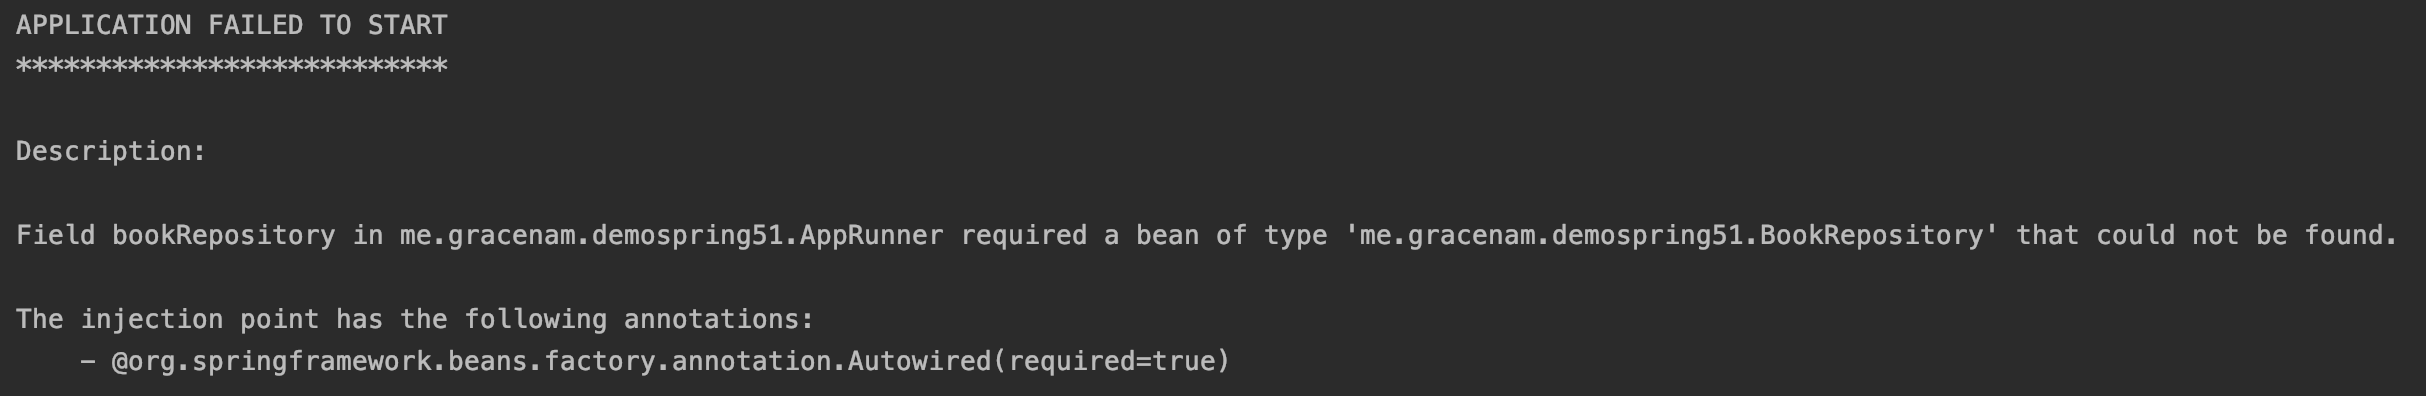 APPLICATION FAILED TO START
***************************
Description:
Field bookRepository in me.gracenam.demospring51.AppRunner required a bean of type 'me.gracenam.demospring51.BookRepository' that could not be found.
The injection point has the following annotations:
- @org.springframework.beans.factory.annotation.Autowired(required=true)